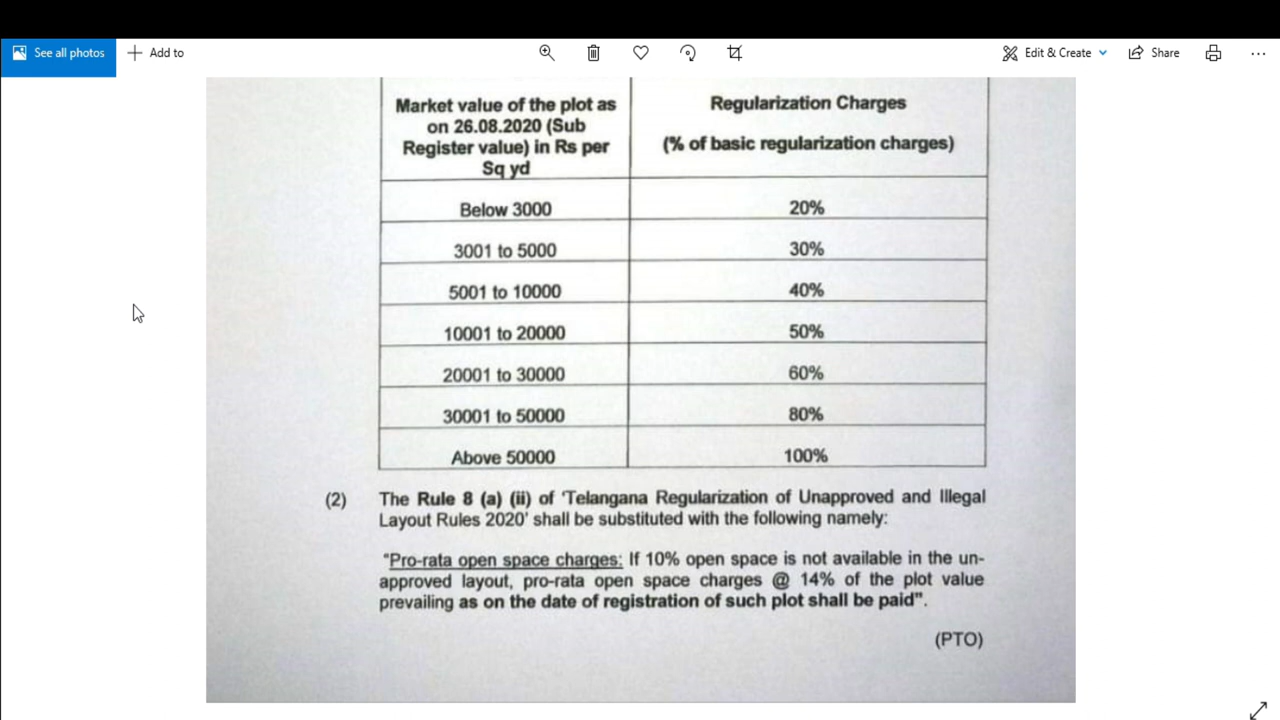 See all photos
Add to
Edit & Create
Share
Market value of the plot as
on 26.08.2020 (Sub
Register value) in Rs per
Sq yd
Regularization Charges
(% of basic regularization charges)
Below 3000
20%
3001 to 5000
30%
5001 to 10000
40%
10001 to 20000
50%
20001 to 30000
60%
30001 to 50000
80%
Above 50000
100%
(2) The Rule 8 (a) (ii) of 'Telangana Regularization of Unapproved and Illegal
Layout Rules 2020' shall be substituted with the following namely:
"Pro-rata open space charges: If 10% open space is not available in the un-
approved layout, pro-rata open space charges @ 14% of the plot value
prevailing as on the date of registration of such plot shall be paid".
(PTO)